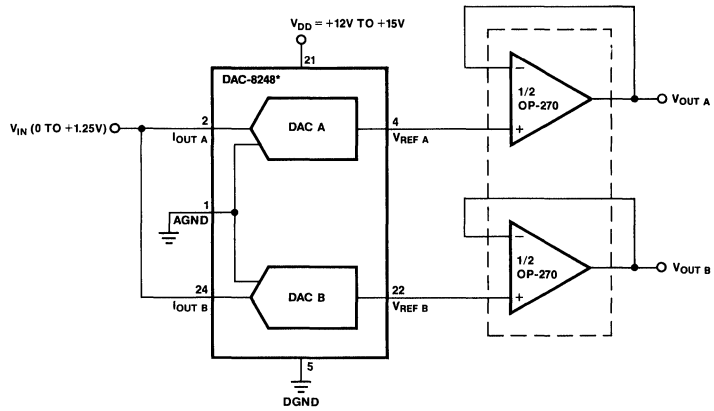 V_DD = +12V TO +15V
21
DAC-8248*
V_IN (0 TO +1.25V)
2
I_OUT A
DAC A
4
V_REF A
-
1/2
OP-270
+
V_OUT A
1
AGND
24
I_OUT B
DAC B
22
V_REF B
-
1/2
OP-270
+
V_OUT B
5
DGND